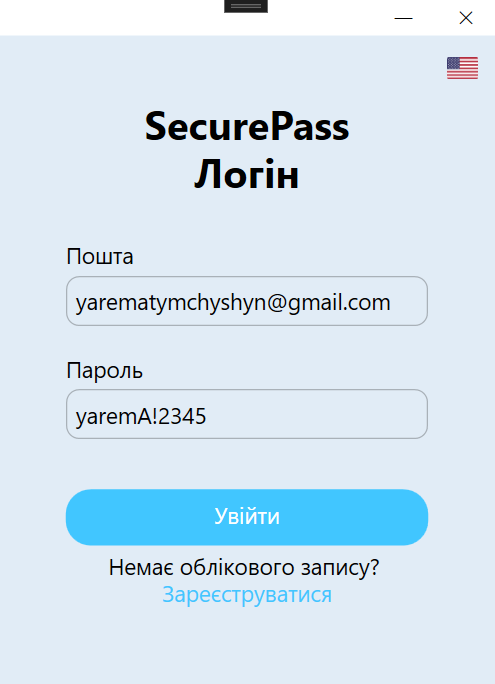 SecurePass
Логін
Пошта
yarematymchyshyn@gmail.com
Пароль
yaremA!2345
Увійти
Немає облікового запису?
Зареєструватися